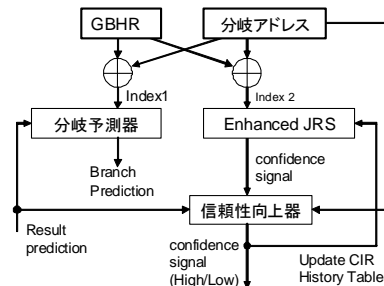 GBHR
分岐アドレス
Index1
Index 2
分岐予測器
Enhanced JRS
Branch
Prediction
confidence
signal
信頼性向上器
Result
prediction
confidence
signal
(High/Low)
Update CIR
History Table